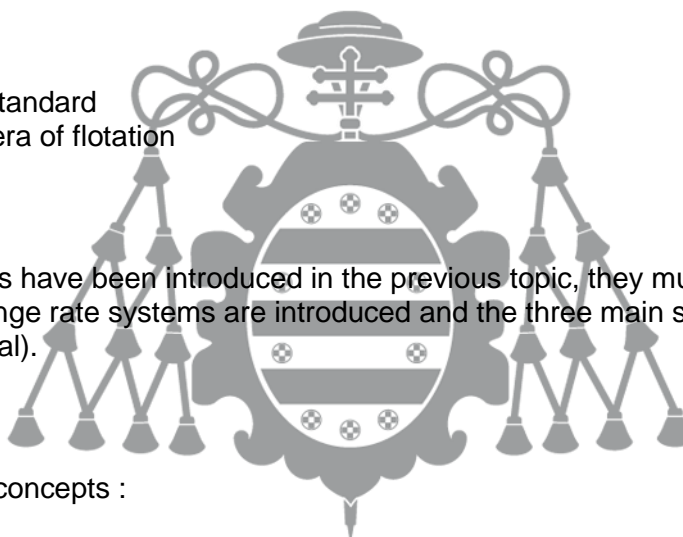 tandard
era of flotation
s have been introduced in the previous topic, they mu
nge rate systems are introduced and the three main s
al).
concepts :